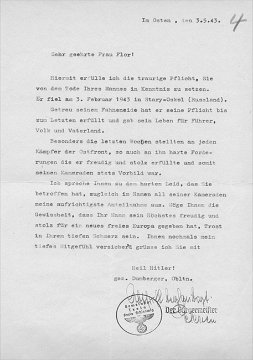 Im Osten, den 3.5.43.
4
Sehr geehrte Frau Flor!
Hiermit erfülle ich die traurige Pflicht, Sie
von dem Tode Ihres Mannes in Kenntnis zu setzen.
Er fiel am 3. Februar 1943 in Stary-Oskol (Russland).
Getreu seinem Fahneneide hat er seine Pflicht bis
zum Letzten erfüllt und gab sein Leben für Führer,
Volk und Vaterland.
Besonders die letzten Wochen stellten an jeden
Kämpfer der Ostfront, so auch an ihn harte Forde-
rungen die er freudig und stolz erfüllte und somit
seinen Kameraden stets Vorbild war.
Ich spreche Ihnen zu dem harten Leid, das Sie
betroffen hat, zugleich im Namen all seiner Kameraden
meine aufrichtigste Anteilnahme aus. Möge Ihnen die
Gewissheit, dass Ihr Mann sein Höchstes freudig und
stolz für ein neues freies Europa gegeben hat, Trost
in Ihrem tiefen Schmerz sein. Ihnen nochmals mein
tiefes Mitgefühl versichert grüsse ich Sie mit
Heil Hitler!
gez. Damberger, Obltn.
Der Bürgermeister